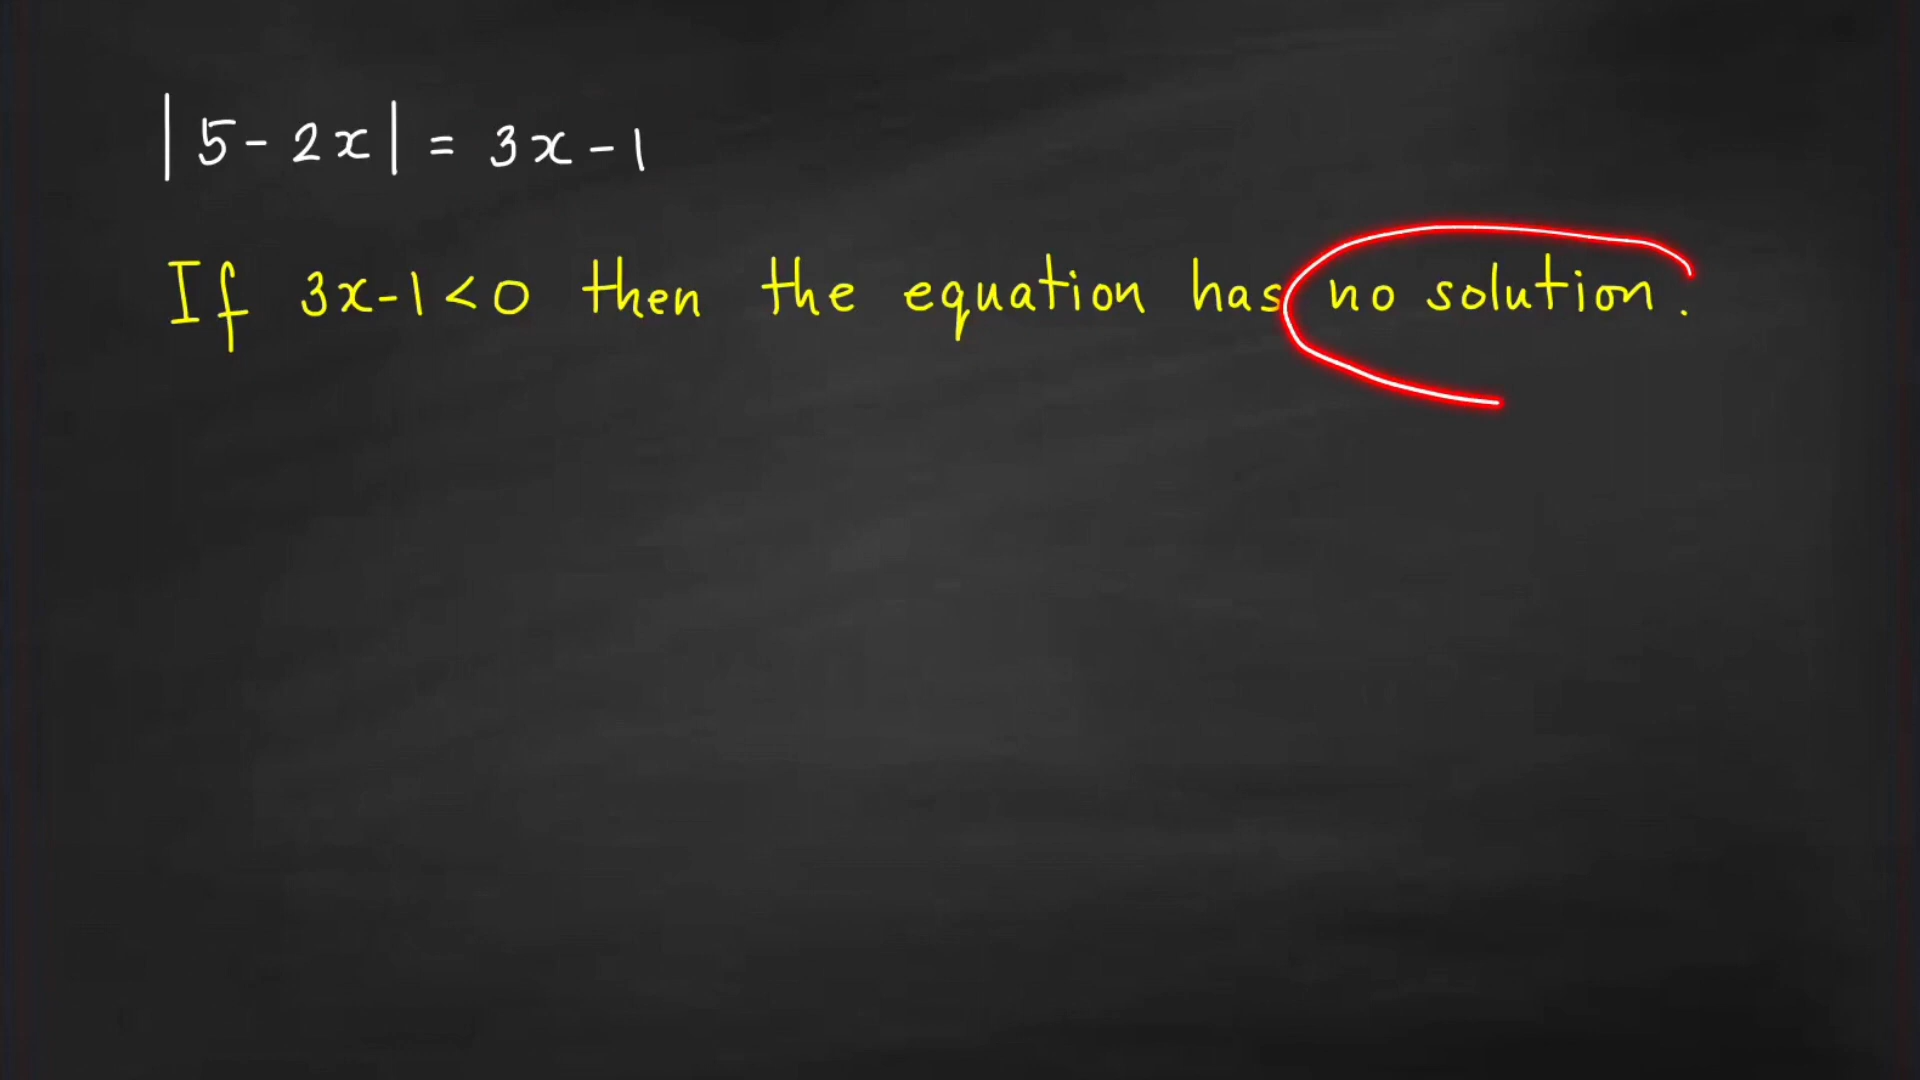 |5-2x| = 3x-1
If 3x-1<0 then the equation has no solution.